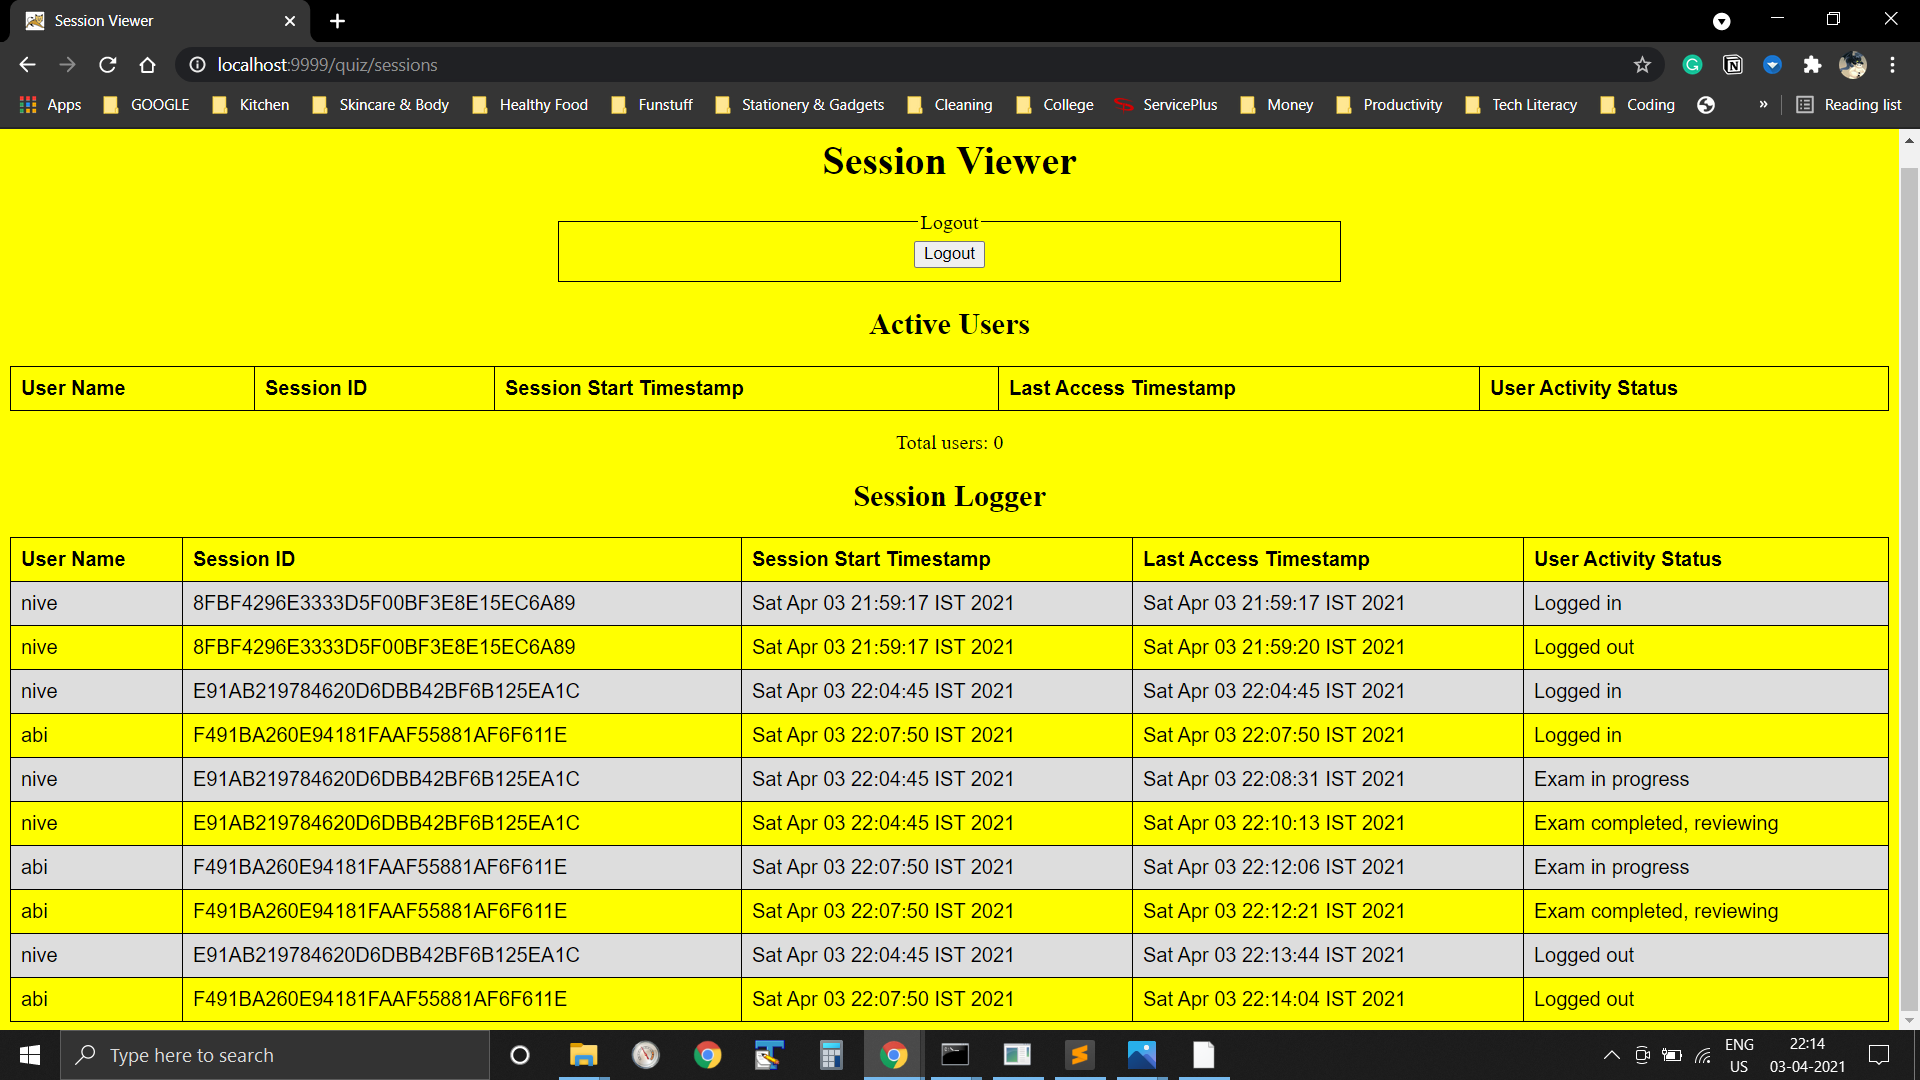 Session Viewer
localhost:9999/quiz/sessions
Apps GOOGLE Kitchen Skincare & Body Healthy Food Funstuff Stationery & Gadgets Cleaning College ServicePlus Money Productivity Tech Literacy Coding » Reading list
Session Viewer
Logout
Logout
Active Users
User Name Session ID Session Start Timestamp Last Access Timestamp User Activity Status
Total users: 0
Session Logger
User Name Session ID Session Start Timestamp Last Access Timestamp User Activity Status
nive 8FBF4296E3333D5F00BF3E8E15EC6A89 Sat Apr 03 21:59:17 IST 2021 Sat Apr 03 21:59:17 IST 2021 Logged in
nive 8FBF4296E3333D5F00BF3E8E15EC6A89 Sat Apr 03 21:59:17 IST 2021 Sat Apr 03 21:59:20 IST 2021 Logged out
nive E91AB219784620D6DBB42BF6B125EA1C Sat Apr 03 22:04:45 IST 2021 Sat Apr 03 22:04:45 IST 2021 Logged in
abi F491BA260E94181FAAF55881AF6F611E Sat Apr 03 22:07:50 IST 2021 Sat Apr 03 22:07:50 IST 2021 Logged in
nive E91AB219784620D6DBB42BF6B125EA1C Sat Apr 03 22:04:45 IST 2021 Sat Apr 03 22:08:31 IST 2021 Exam in progress
nive E91AB219784620D6DBB42BF6B125EA1C Sat Apr 03 22:04:45 IST 2021 Sat Apr 03 22:10:13 IST 2021 Exam completed, reviewing
abi F491BA260E94181FAAF55881AF6F611E Sat Apr 03 22:07:50 IST 2021 Sat Apr 03 22:12:06 IST 2021 Exam in progress
abi F491BA260E94181FAAF55881AF6F611E Sat Apr 03 22:07:50 IST 2021 Sat Apr 03 22:12:21 IST 2021 Exam completed, reviewing
nive E91AB219784620D6DBB42BF6B125EA1C Sat Apr 03 22:04:45 IST 2021 Sat Apr 03 22:13:44 IST 2021 Logged out
abi F491BA260E94181FAAF55881AF6F611E Sat Apr 03 22:07:50 IST 2021 Sat Apr 03 22:14:04 IST 2021 Logged out
Type here to search
ENG 22:14
US 03-04-2021